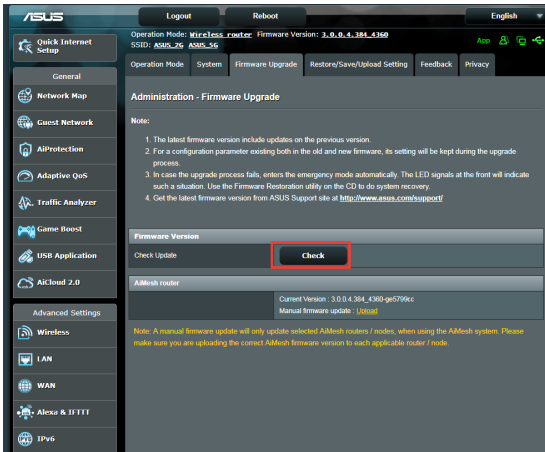 ASUS
Logout
Reboot
English
Quick Internet
Setup
Operation Mode: Wireless router Firmware Version: 3.0.0.4.384_4360
SSID: ASUS_2G ASUS_5G
App
Operation Mode
System
Firmware Upgrade
Restore/Save/Upload Setting
Feedback
Privacy
General
Network Map
Guest Network
AiProtection
Adaptive QoS
Traffic Analyzer
Game Boost
USB Application
AiCloud 2.0
Advanced Settings
Wireless
LAN
WAN
Alexa & IFTTT
IPv6
Administration - Firmware Upgrade
Note:
1. The latest firmware version include updates on the previous version.
2. For a configuration parameter existing both in the old and new firmware, its setting will be kept during the upgrade
process.
3. In case the upgrade process fails, enters the emergency mode automatically. The LED signals at the front will indicate
such a situation. Use the Firmware Restoration utility on the CD to do system recovery.
4. Get the latest firmware version from ASUS Support site at http://www.asus.com/support/
Firmware Version
Check Update
Check
AiMesh router
Current Version : 3.0.0.4.384_4360-ge5799cc
Manual firmware update : Upload
Note: A manual firmware update will only update selected AiMesh routers / nodes, when using the AiMesh system. Please
make sure you are uploading the correct AiMesh firmware version to each applicable router / node.